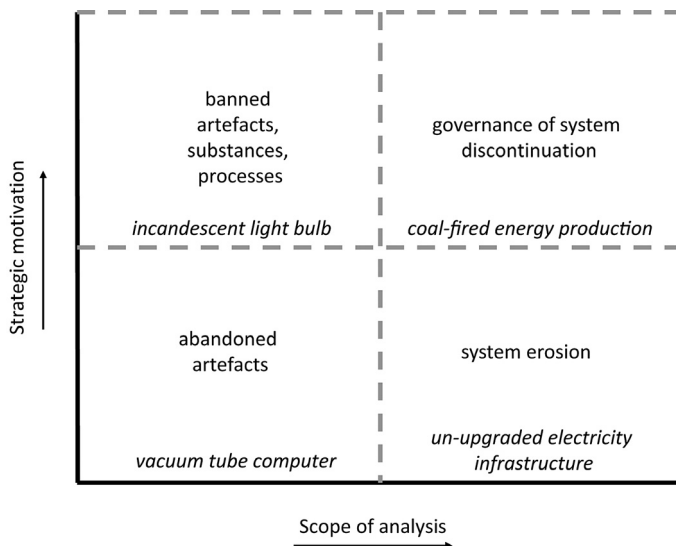 Strategic motivation
banned
artefacts,
substances,
processes
incandescent light bulb
governance of system
discontinuation
coal-fired energy production
abandoned
artefacts
vacuum tube computer
system erosion
un-upgraded electricity
infrastructure
Scope of analysis